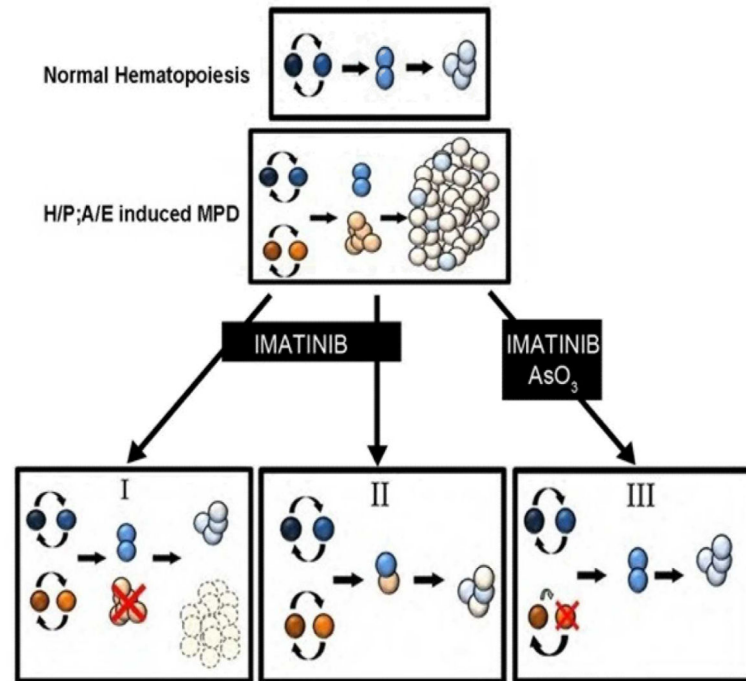 Normal Hematopoiesis
H/P;A/E induced MPD
IMATINIB
IMATINIB
AsO₃
I
II
III